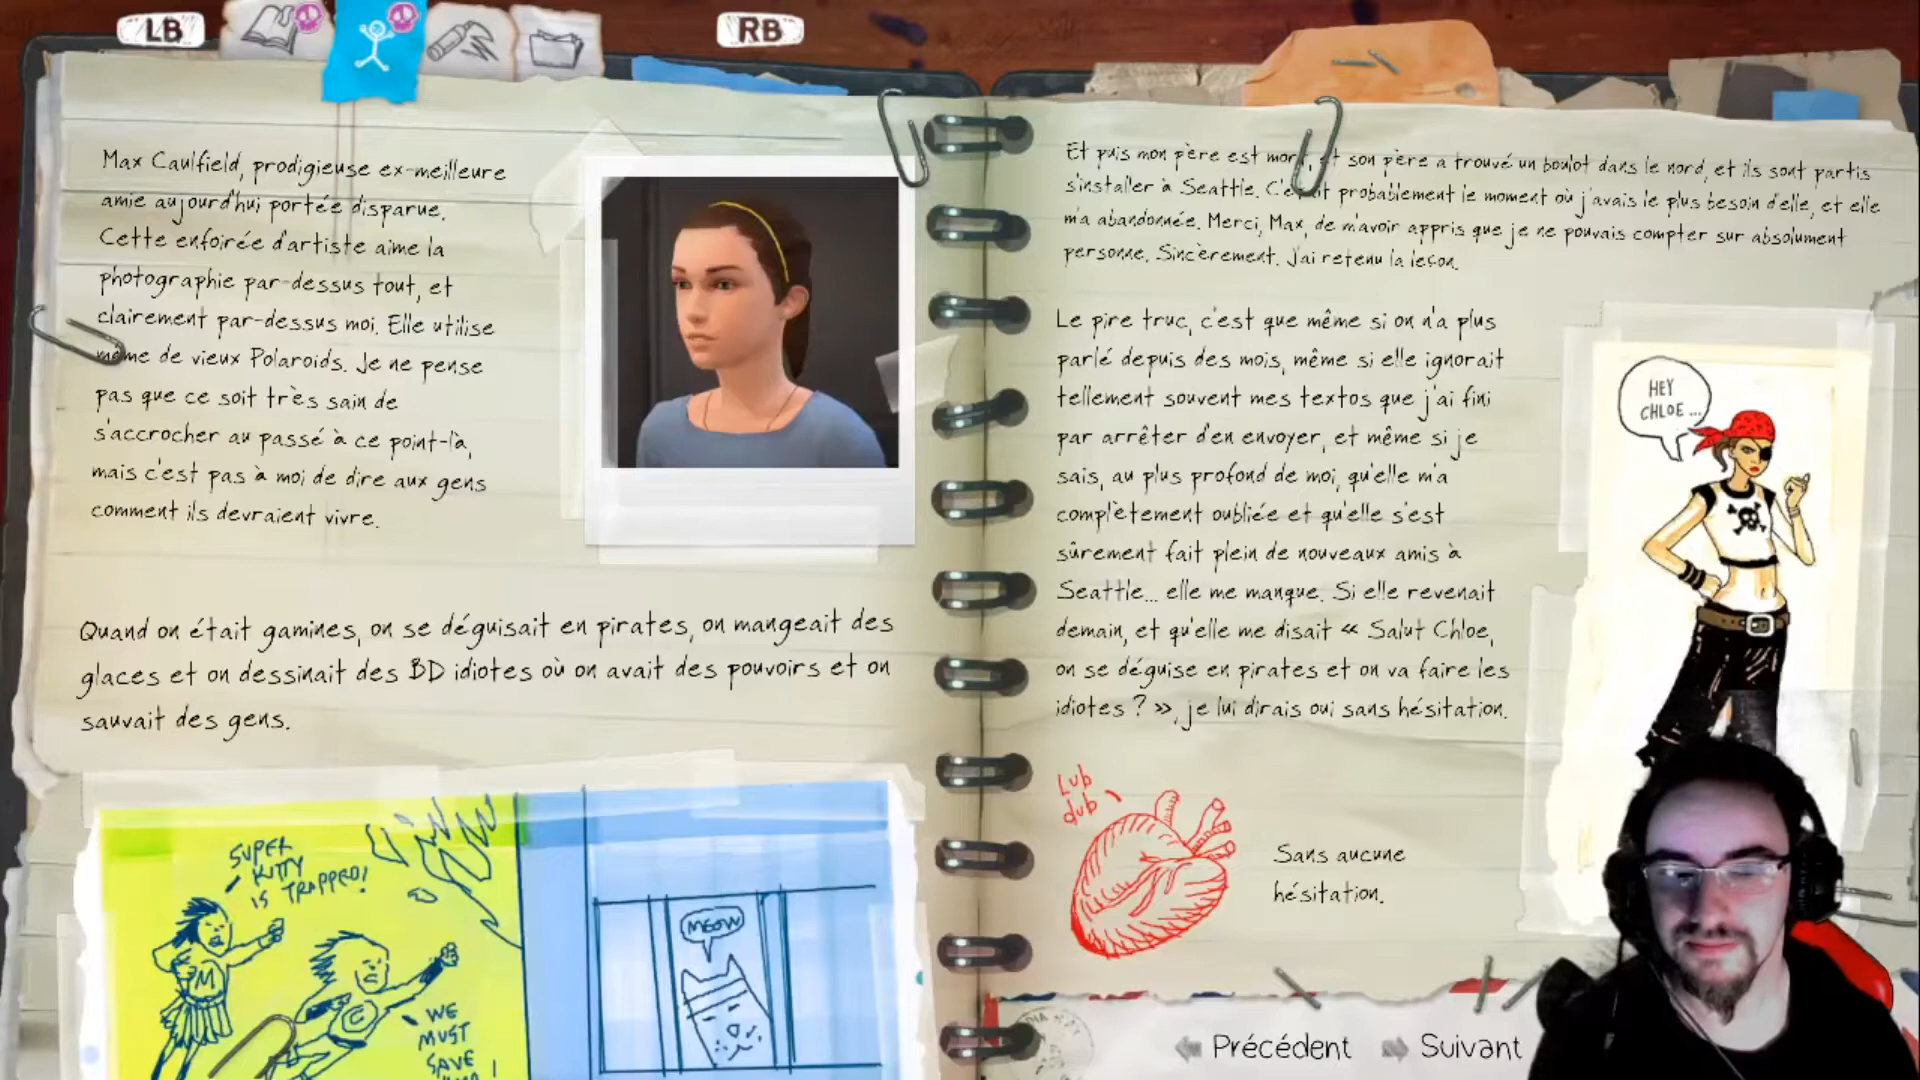 LB
RB
Max Caulfield, prodigieuse ex-meilleure
amie aujourd'hui portée disparue.
Cette enfoirée d'artiste aime la
photographie par-dessus tout, et
clairement par-dessus moi. Elle utilise
même de vieux Polaroids. Je ne pense
pas que ce soit très sain de
s'accrocher au passé à ce point-là,
mais c'est pas à moi de dire aux gens
comment ils devraient vivre.
Quand on était gamines, on se déguisait en pirates, on mangeait des
glaces et on dessinait des BD idiotes où on avait des pouvoirs et on
sauvait des gens.
SUPER
KITTY
IS TRAPPED!
M
C
WE
MUST
SAVE
MEOW
Et puis mon père est mort, et son père a trouvé un boulot dans le nord, et ils sont partis
s'installer à Seattle. C'était probablement le moment où j'avais le plus besoin d'elle, et elle
m'a abandonnée. Merci, Max, de m'avoir appris que je ne pouvais compter sur absolument
personne. Sincèrement. J'ai retenu la leçon.
Le pire truc, c'est que même si on n'a plus
parlé depuis des mois, même si elle ignorait
tellement souvent mes textos que j'ai fini
par arrêter d'en envoyer, et même si je
sais, au plus profond de moi, qu'elle m'a
complètement oubliée et qu'elle s'est
sûrement fait plein de nouveaux amis à
Seattle... elle me manque. Si elle revenait
demain, et qu'elle me disait « Salut Chloe,
on se déguise en pirates et on va faire les
idiotes ? », je lui dirais oui sans hésitation.
HEY
CHLOE...
Lub
dub
Sans aucune
hésitation.
Précédent
Suivant